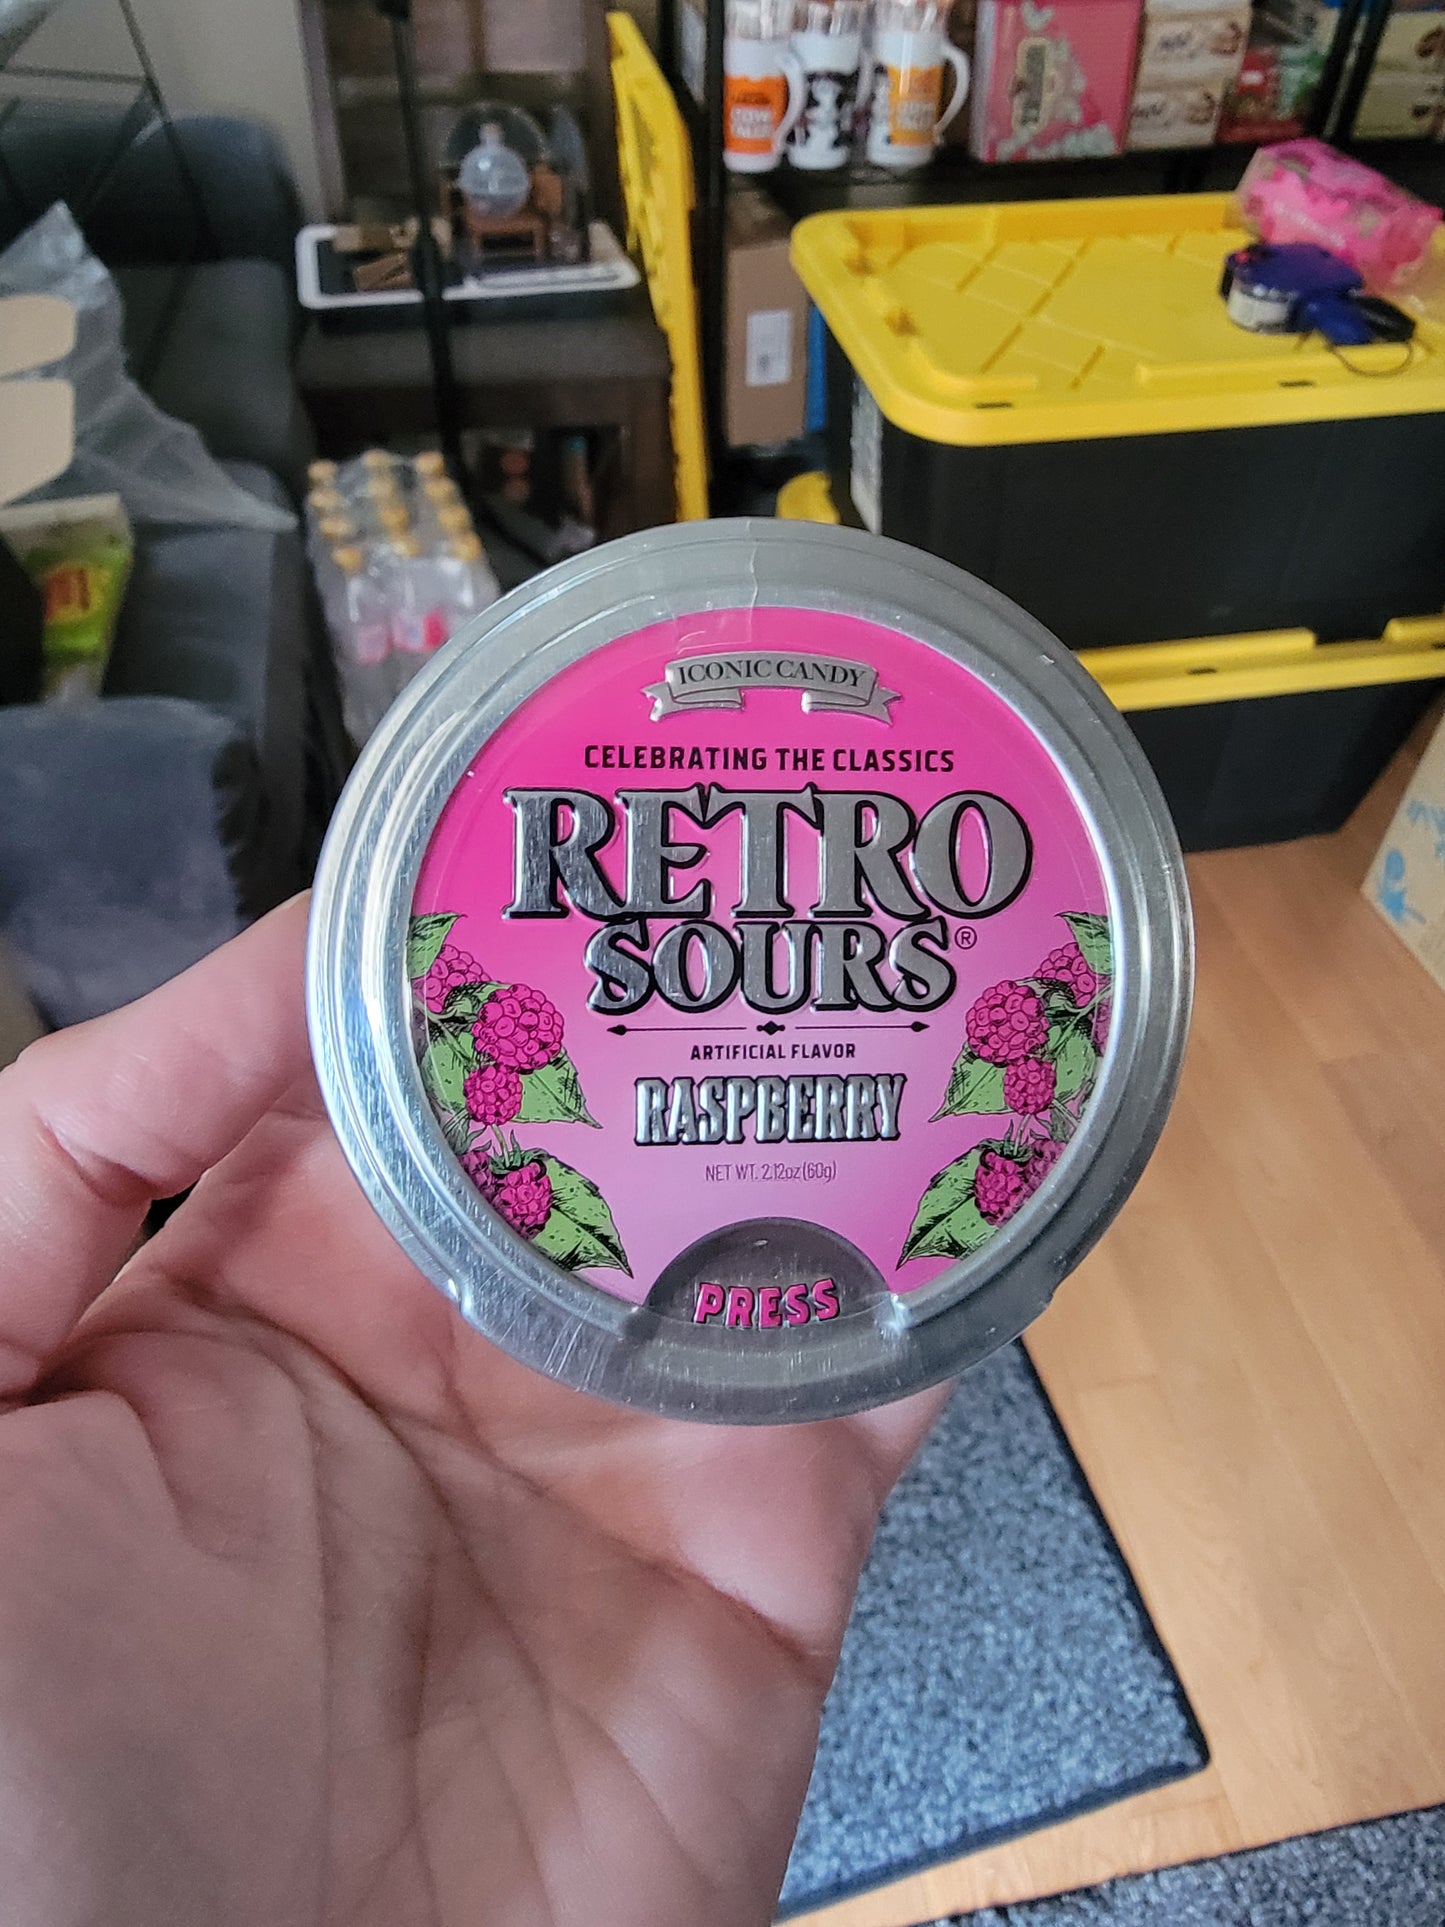 ICONIC CANDY
CELEBRATING THE CLASSICS
RETRO
SOURS®
ARTIFICIAL FLAVOR
RASPBERRY
NET WT. 2.12oz (60g)
PRESS